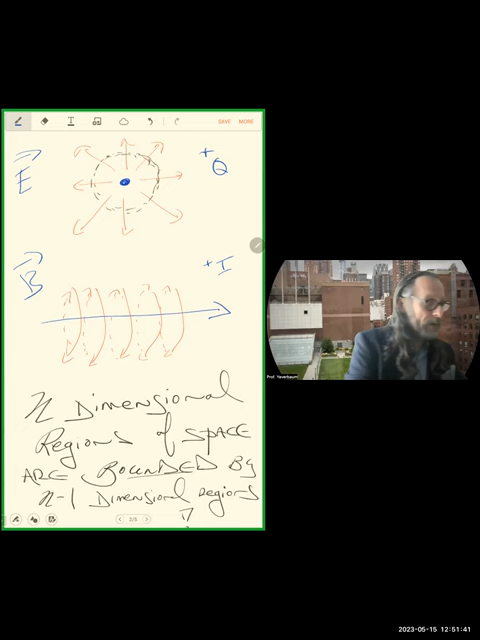 SAVE MORE
E
+Q
B
+I
n Dimensional
Regions of SPACE
ARE BOUNDED By
n-1 Dimensional regions
2/5
Prof. Yaverbaum
2023-05-15 12:51:41